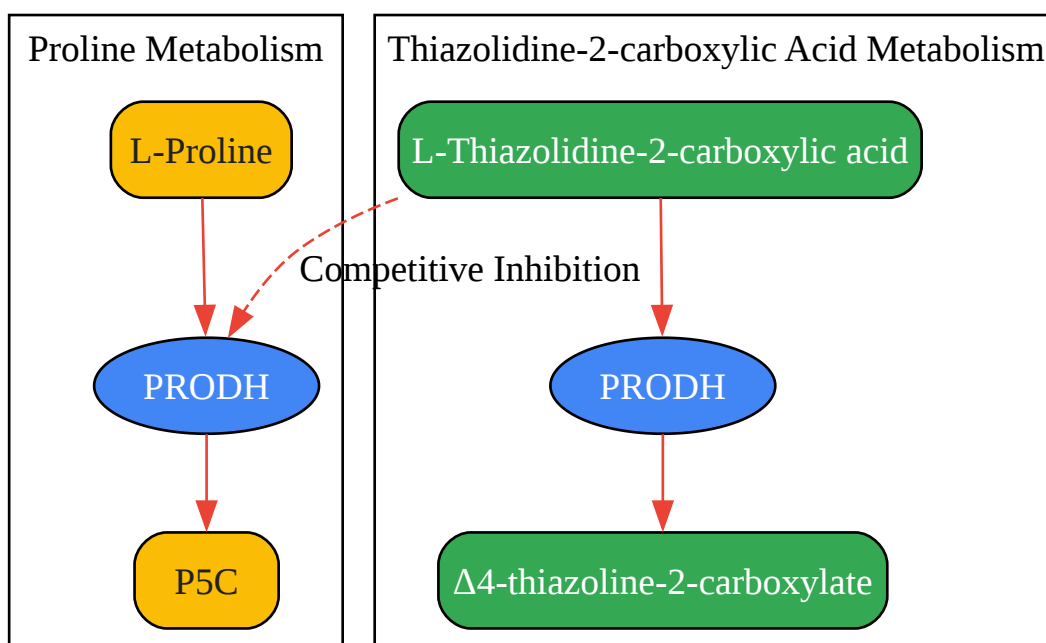 Proline Metabolism
Thiazolidine-2-carboxylic Acid Metabolism
L-Proline
L-Thiazolidine-2-carboxylic acid
Competitive Inhibition
PRODH
PRODH
P5C
Δ4-thiazoline-2-carboxylate